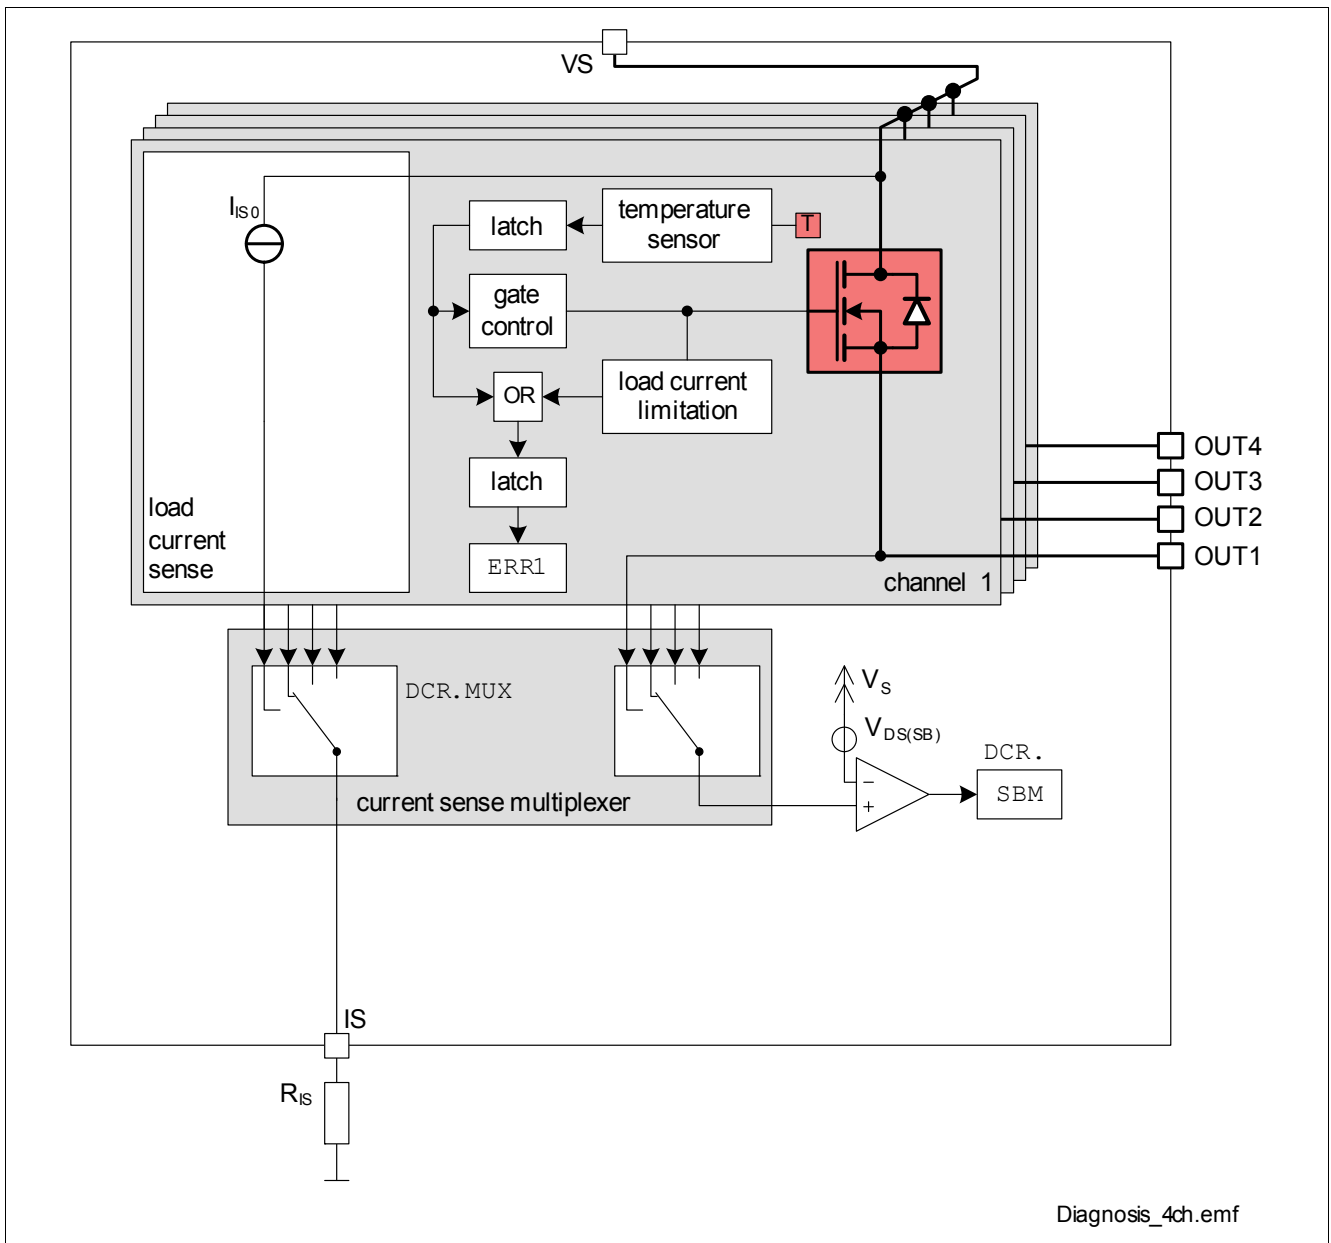 VS
I IS0
latch
temperature
sensor
T
gate
control
OR
load current
limitation
latch
ERR1
load
current
sense
channel 1
OUT4
OUT3
OUT2
OUT1
DCR.MUX
current sense multiplexer
VS
VDS(SB)
−
+
DCR.
SBM
IS
RIS
Diagnosis_4ch.emf